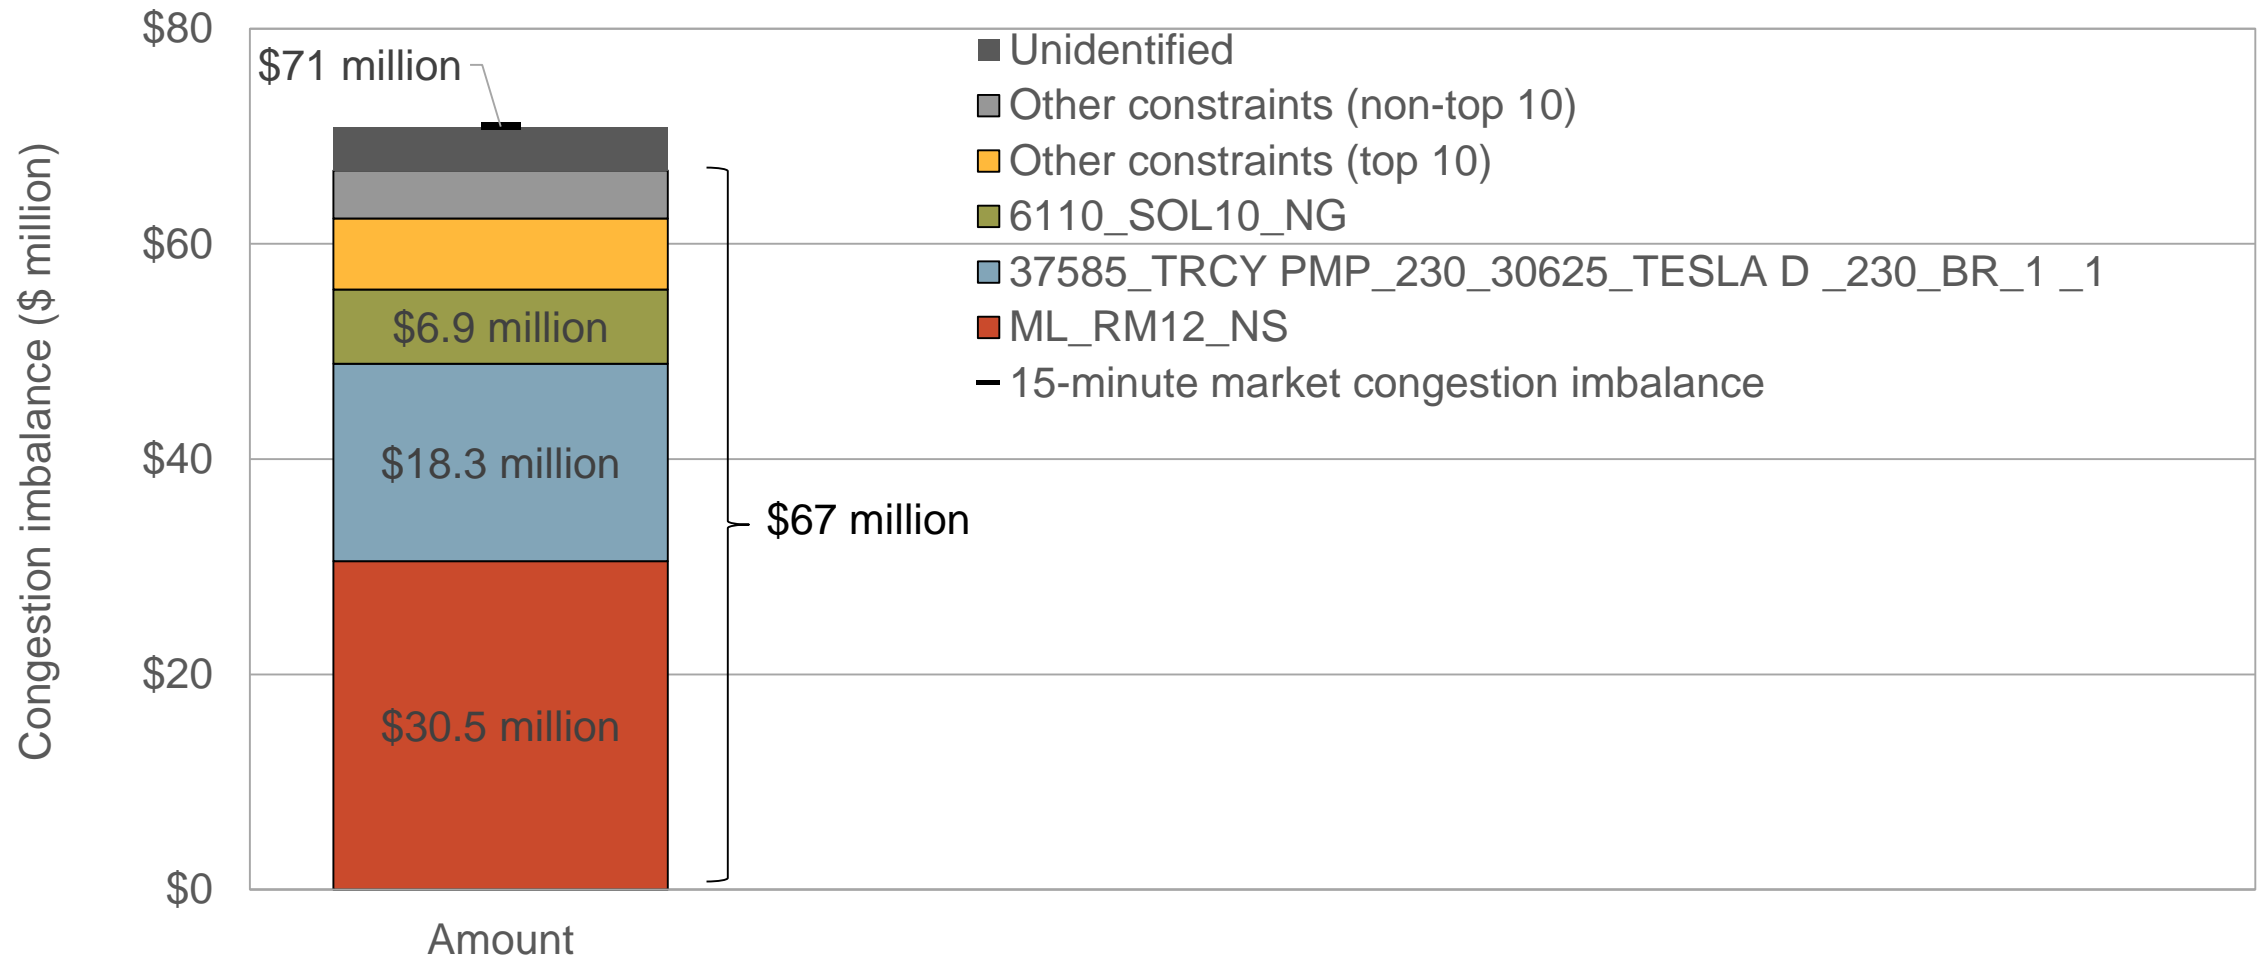 $80
$60
$40
$20
$0
Congestion imbalance ($ million)
$71 million
$6.9 million
$18.3 million
$30.5 million
$67 million
Amount
Unidentified
Other constraints (non-top 10)
Other constraints (top 10)
6110_SOL10_NG
37585_TRCY PMP_230_30625_TESLA D _230_BR_1 _1
ML_RM12_NS
15-minute market congestion imbalance